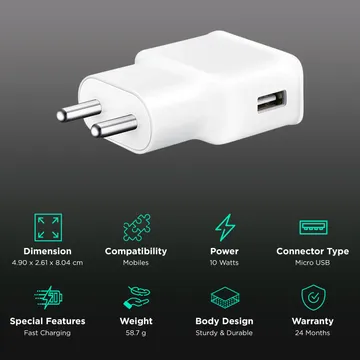 Dimension
4.90 x 2.61 x 8.04 cm
Compatibility
Mobiles
Power
10 Watts
Connector Type
Micro USB
Special Features
Fast Charging
Weight
58.7 g
Body Design
Sturdy & Durable
Warranty
24 Months